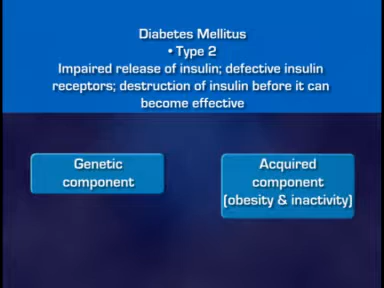 Diabetes Mellitus
• Type 2
Impaired release of insulin; defective insulin
receptors; destruction of insulin before it can
become effective
Genetic
component
Acquired
component
(obesity & inactivity)